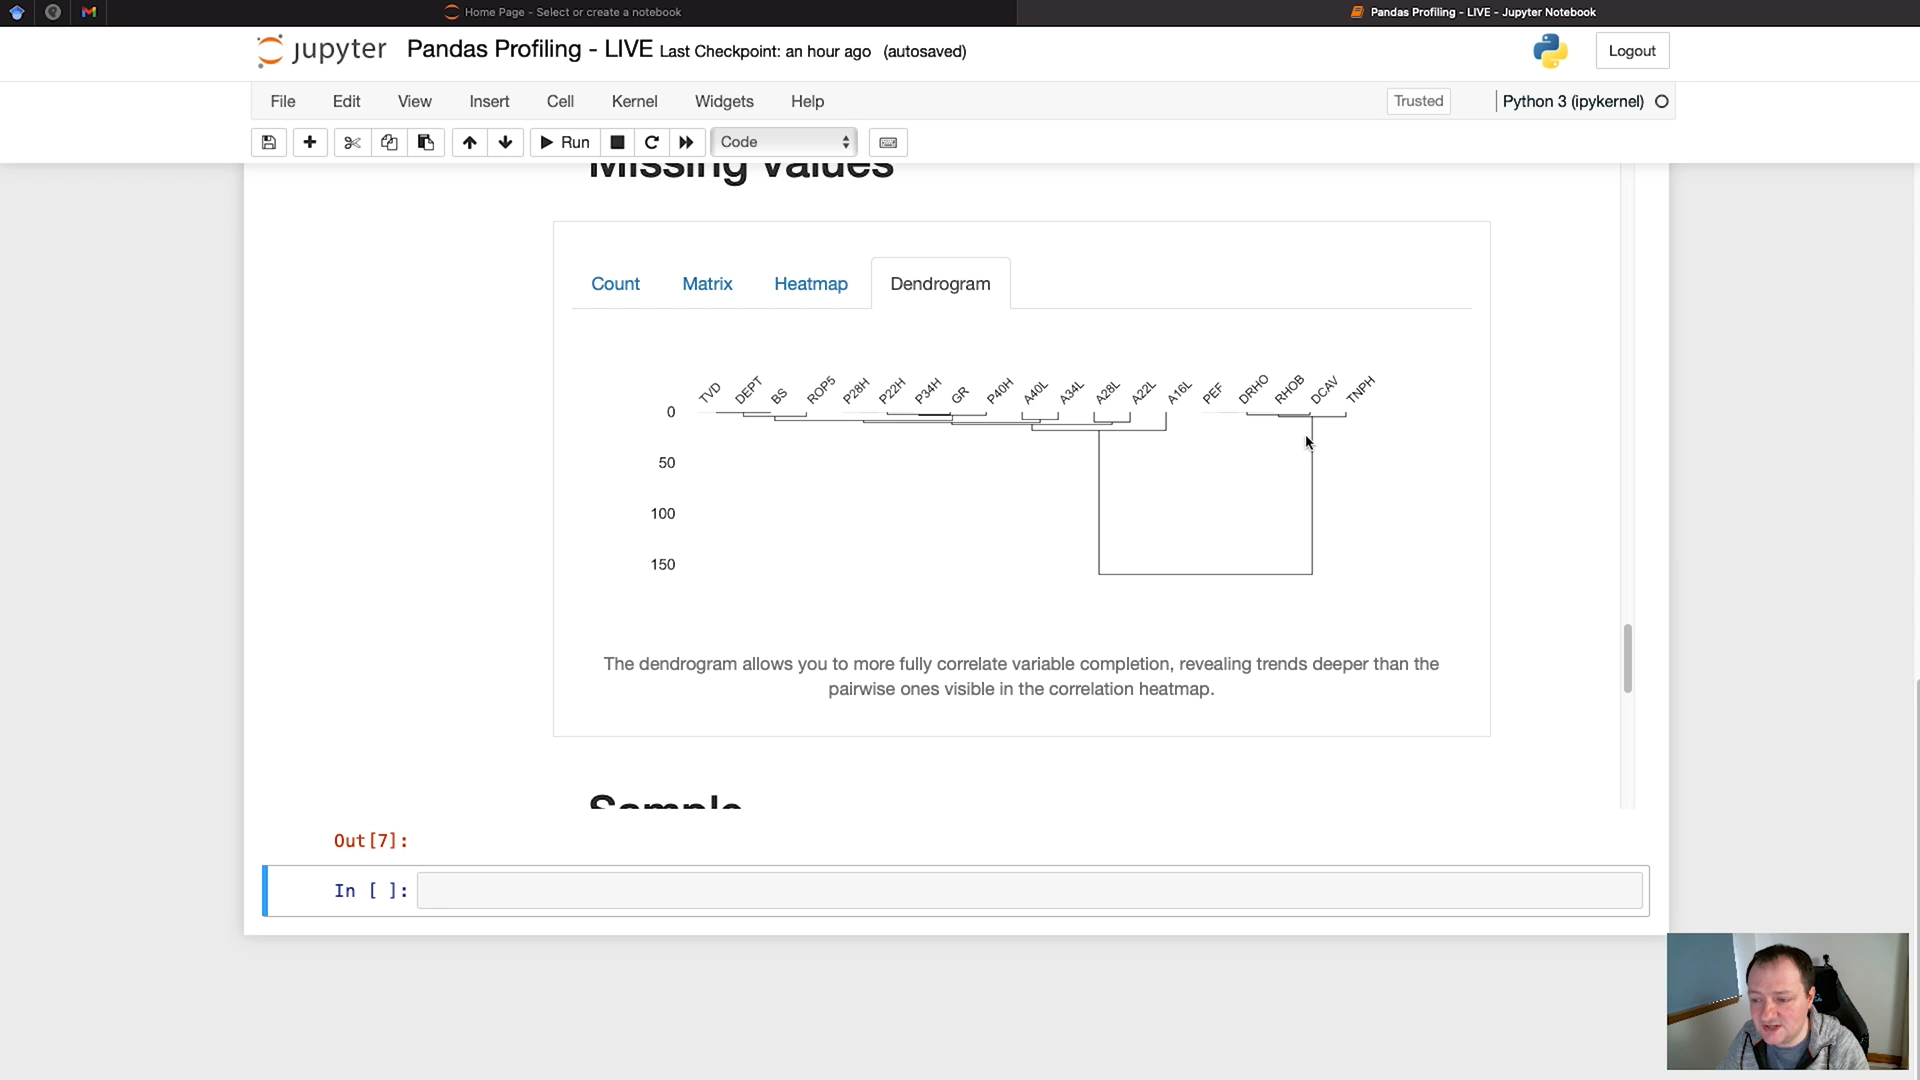 Home Page - Select or create a notebook
Pandas Profiling - LIVE - Jupyter Notebook
jupyter Pandas Profiling - LIVE Last Checkpoint: an hour ago (autosaved)
Logout
File Edit View Insert Cell Kernel Widgets Help
Trusted
Python 3 (ipykernel)
Run
Code
Missing values
Count Matrix Heatmap Dendrogram
TVD DEPT BS ROP5 P28H P22H P34H GR P40H A40L A34L A28L A22L A16L PEF DRHO RHOB DCAV TNPH
0
50
100
150
The dendrogram allows you to more fully correlate variable completion, revealing trends deeper than the
pairwise ones visible in the correlation heatmap.
Sample
Out[7]:
In [ ]: